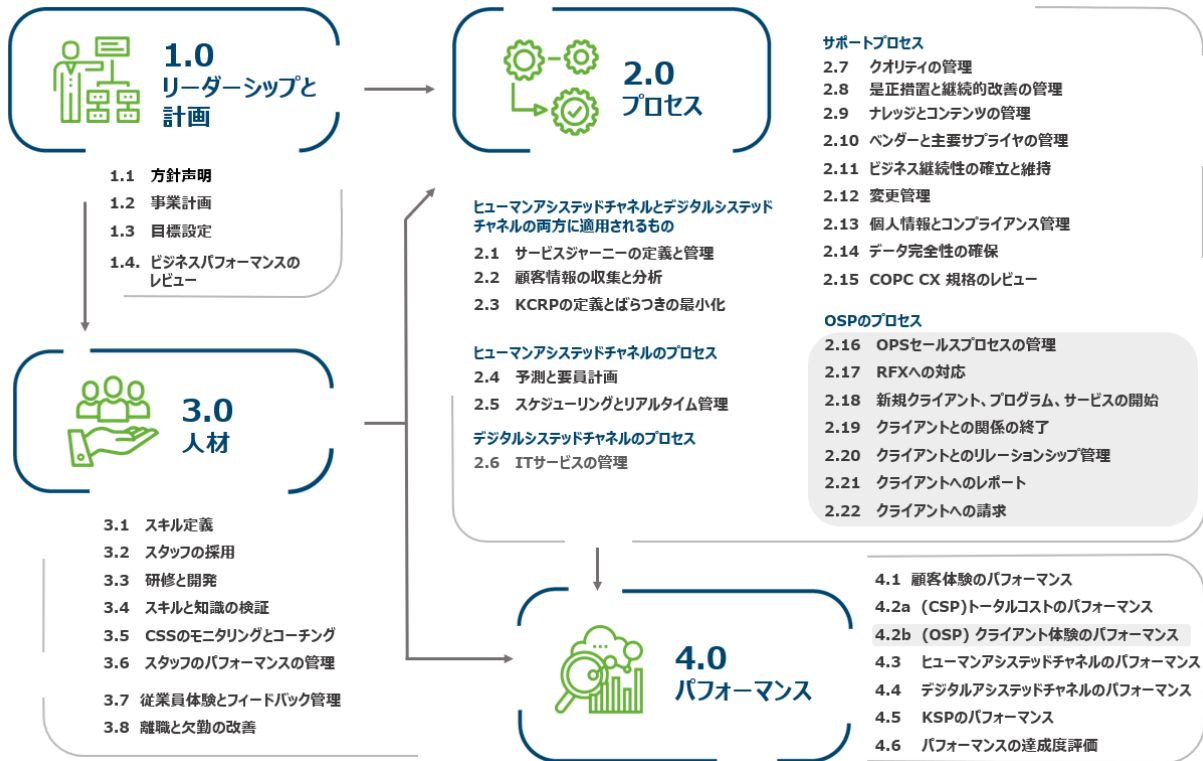 1.0
リーダーシップと
計画
1.1 方針声明
1.2 事業計画
1.3 目標設定
1.4. ビジネスパフォーマンスの
レビュー
2.0
プロセス
ヒューマンアシステッドチャネルとデジタルシステッド
チャネルの両方に適用されるもの
2.1 サービスジャーニーの定義と管理
2.2 顧客情報の収集と分析
2.3 KCRPの定義とばらつきの最小化
ヒューマンアシステッドチャネルのプロセス
2.4 予測と要員計画
2.5 スケジューリングとリアルタイム管理
デジタルシステッドチャネルのプロセス
2.6 ITサービスの管理
サポートプロセス
2.7 クオリティの管理
2.8 是正措置と継続的改善の管理
2.9 ナレッジとコンテンツの管理
2.10 ベンダーと主要サプライヤの管理
2.11 ビジネス継続性の確立と維持
2.12 変更管理
2.13 個人情報とコンプライアンス管理
2.14 データ完全性の確保
2.15 COPC CX 規格のレビュー
OSPのプロセス
2.16 OPSセールスプロセスの管理
2.17 RFXへの対応
2.18 新規クライアント、プログラム、サービスの開始
2.19 クライアントとの関係の終了
2.20 クライアントとのリレーションシップ管理
2.21 クライアントへのレポート
2.22 クライアントへの請求
3.0
人材
3.1 スキル定義
3.2 スタッフの採用
3.3 研修と開発
3.4 スキルと知識の検証
3.5 CSSのモニタリングとコーチング
3.6 スタッフのパフォーマンスの管理
3.7 従業員体験とフィードバック管理
3.8 離職と欠勤の改善
4.0
パフォーマンス
4.1 顧客体験のパフォーマンス
4.2a (CSP)トータルコストのパフォーマンス
4.2b (OSP) クライアント体験のパフォーマンス
4.3 ヒューマンアシステッドチャネルのパフォーマンス
4.4 デジタルアシステッドチャネルのパフォーマンス
4.5 KSPのパフォーマンス
4.6 パフォーマンスの達成度評価